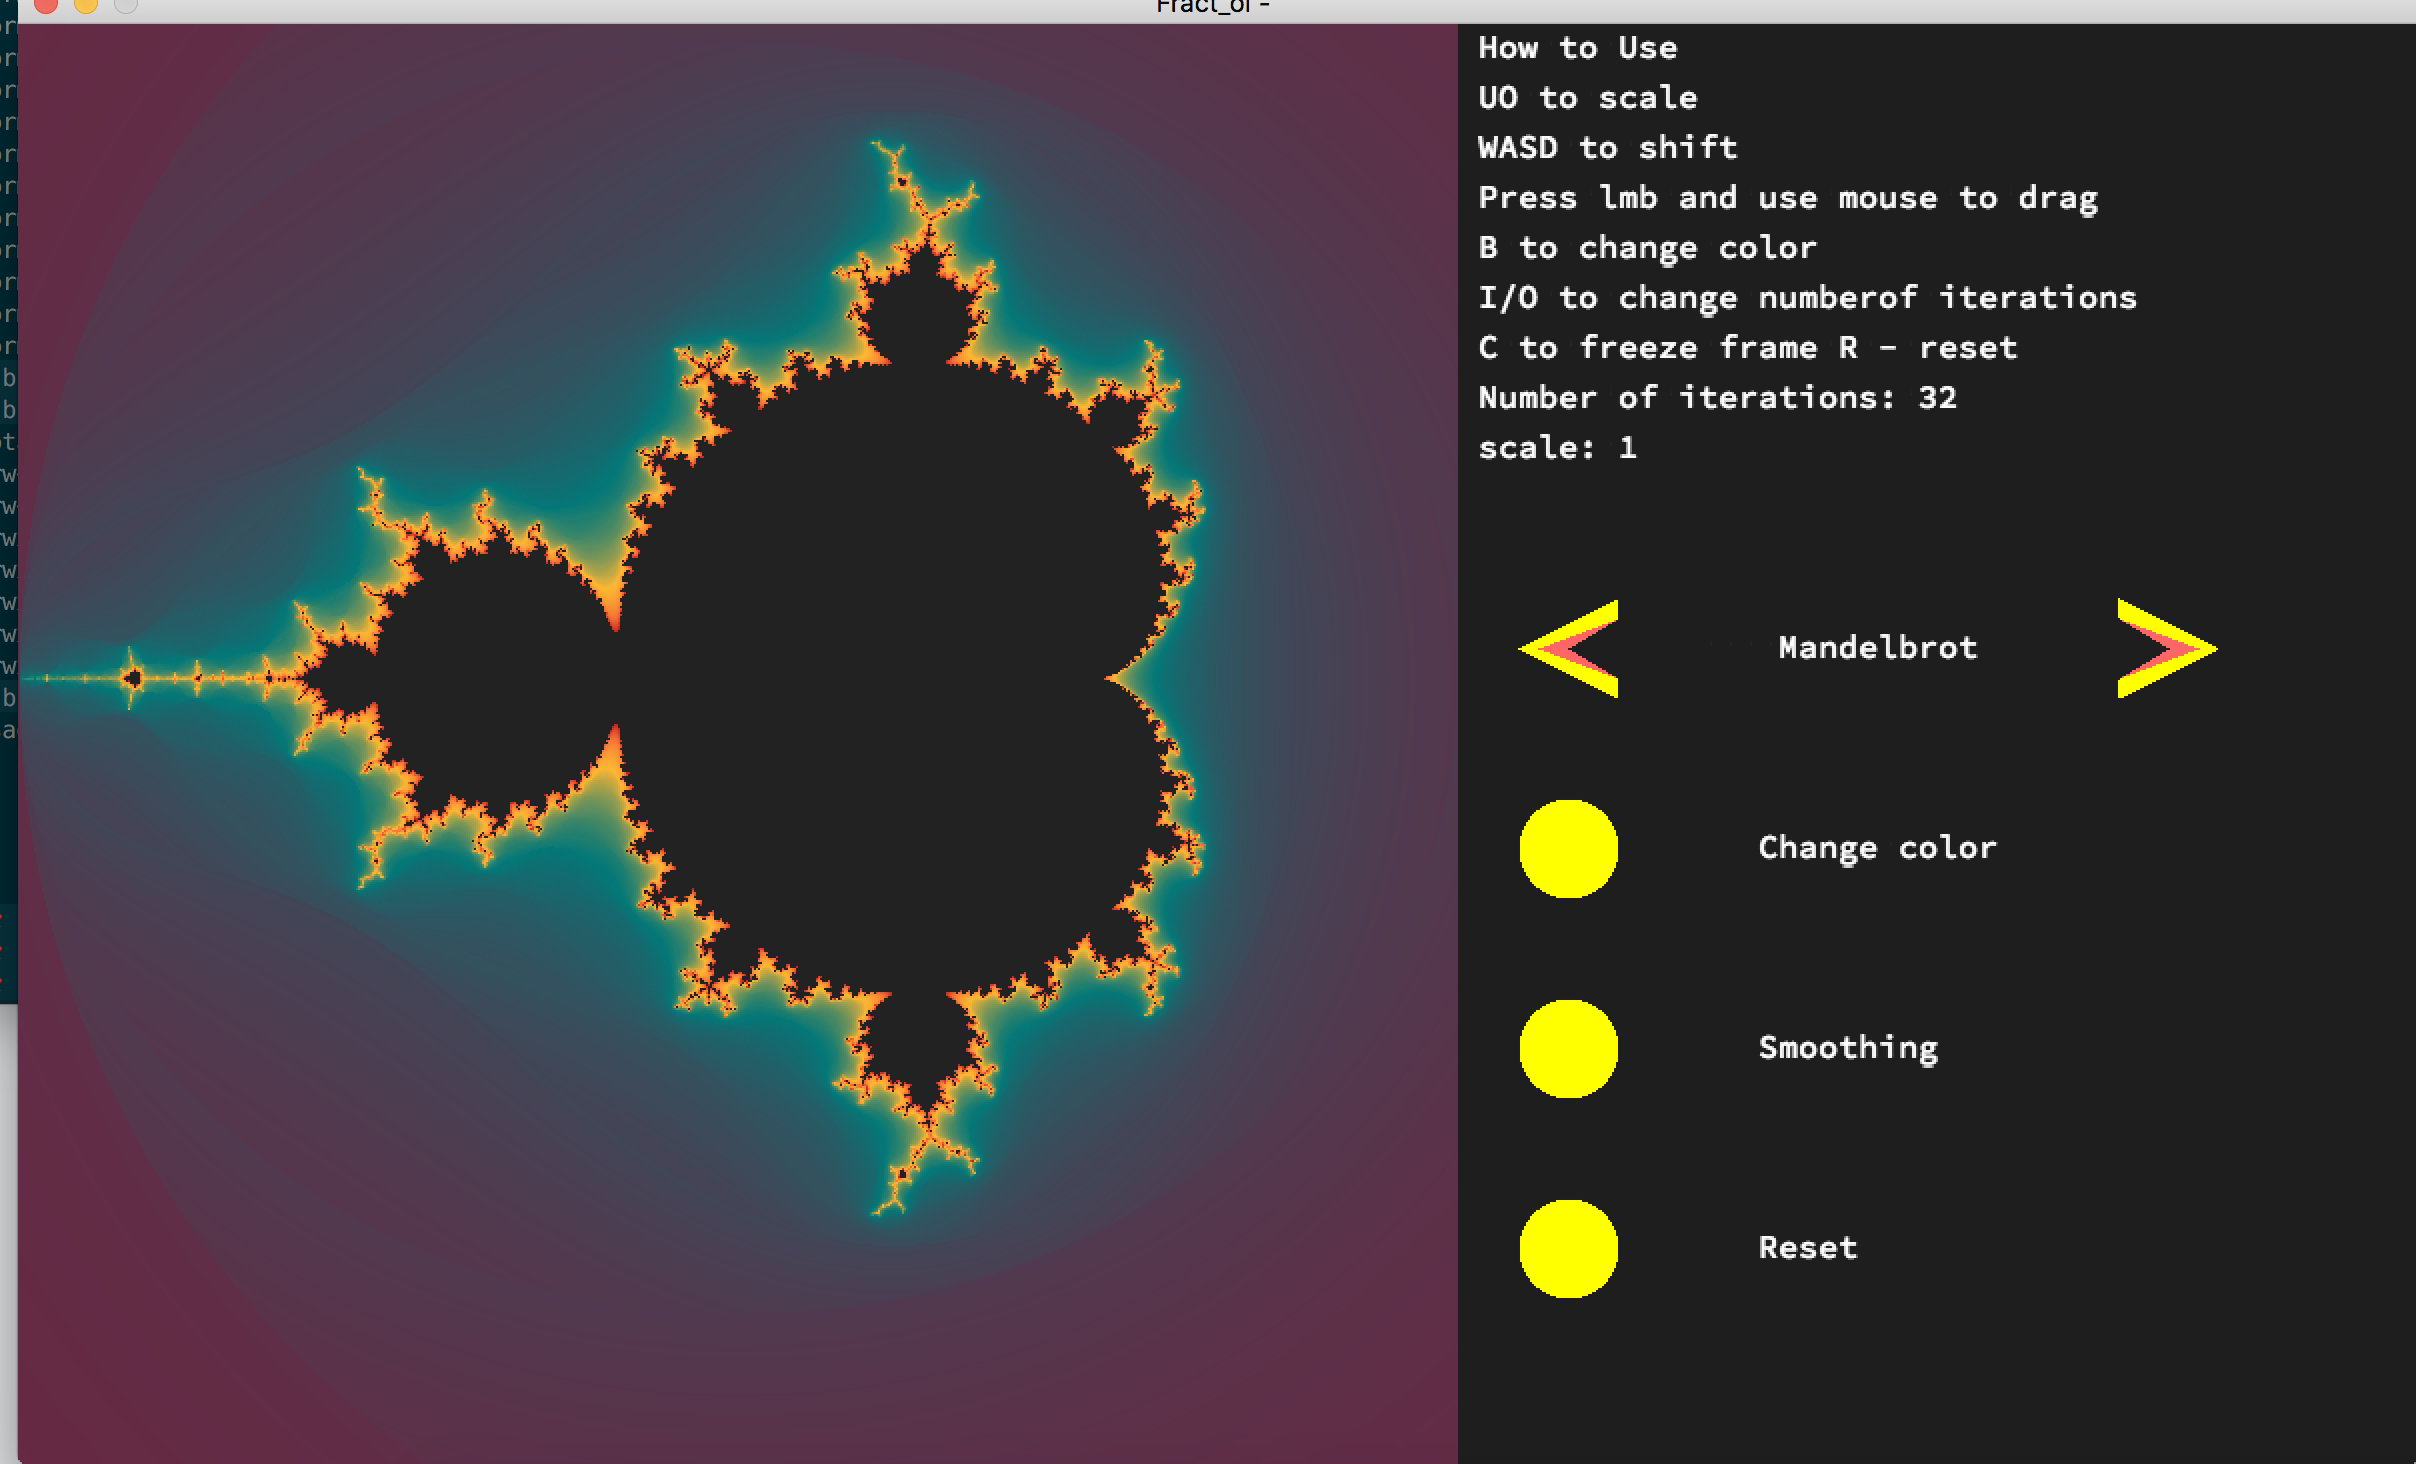 Fract_ol -
How to Use
UO to scale
WASD to shift
Press lmb and use mouse to drag
B to change color
I/O to change numberof iterations
C to freeze frame R - reset
Number of iterations: 32
scale: 1
Mandelbrot
Change color
Smoothing
Reset